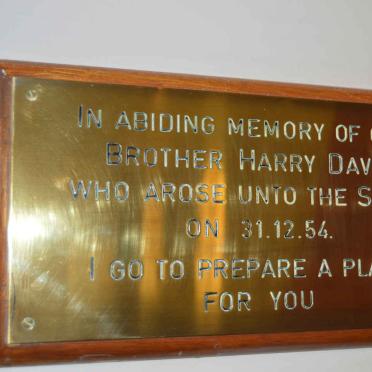 IN ABIDING MEMORY OF
BROTHER HARRY DAV
WHO AROSE UNTO THE S
ON 31.12.54.
I GO TO PREPARE A PLA
FOR YOU